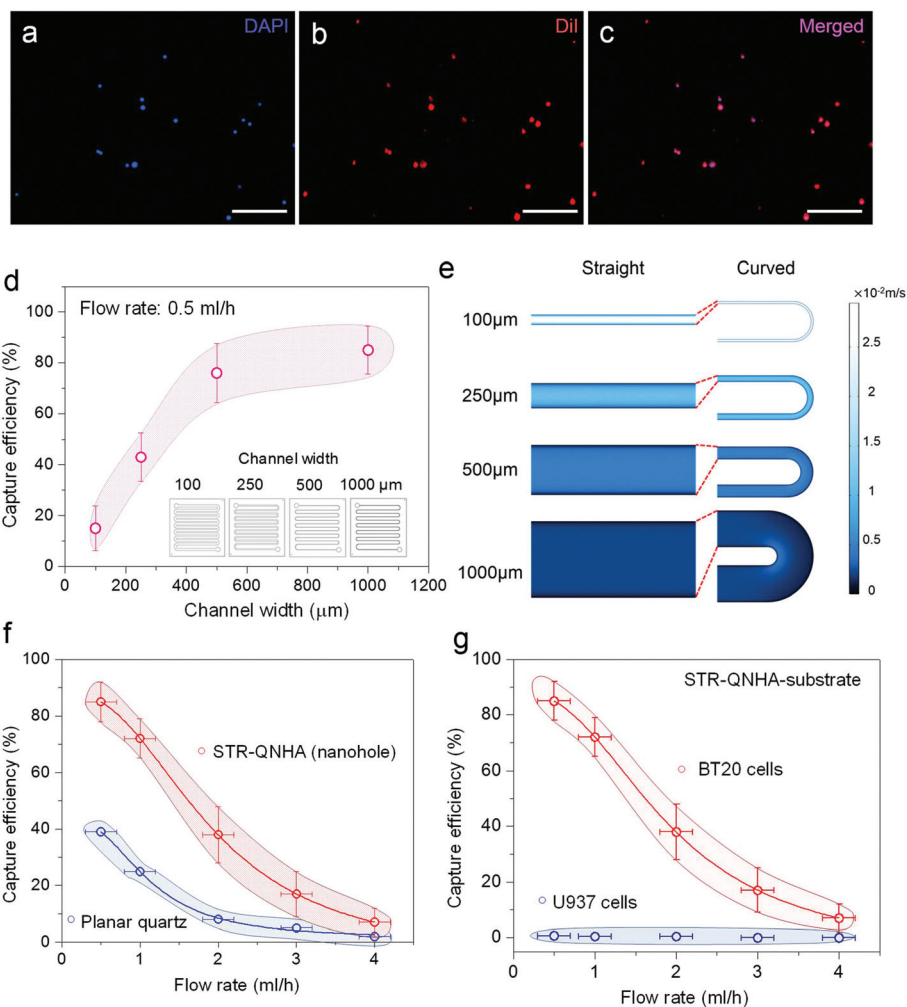 a DAPI
b DiI
c Merged
d
Flow rate: 0.5 ml/h
Capture efficiency (%)
100
80
60
40
20
0
Channel width
100 250 500 1000 μm
0 200 400 600 800 1000 1200
Channel width (μm)
e
Straight Curved
×10⁻²m/s
100μm
250μm
500μm
1000μm
2.5
2
1.5
1
0.5
0
f
Capture efficiency (%)
100
80
60
40
20
0
STR-QNHA (nanohole)
Planar quartz
0 1 2 3 4
Flow rate (ml/h)
g
Capture efficiency (%)
100
80
60
40
20
0
STR-QNHA-substrate
BT20 cells
U937 cells
0 1 2 3 4
Flow rate (ml/h)